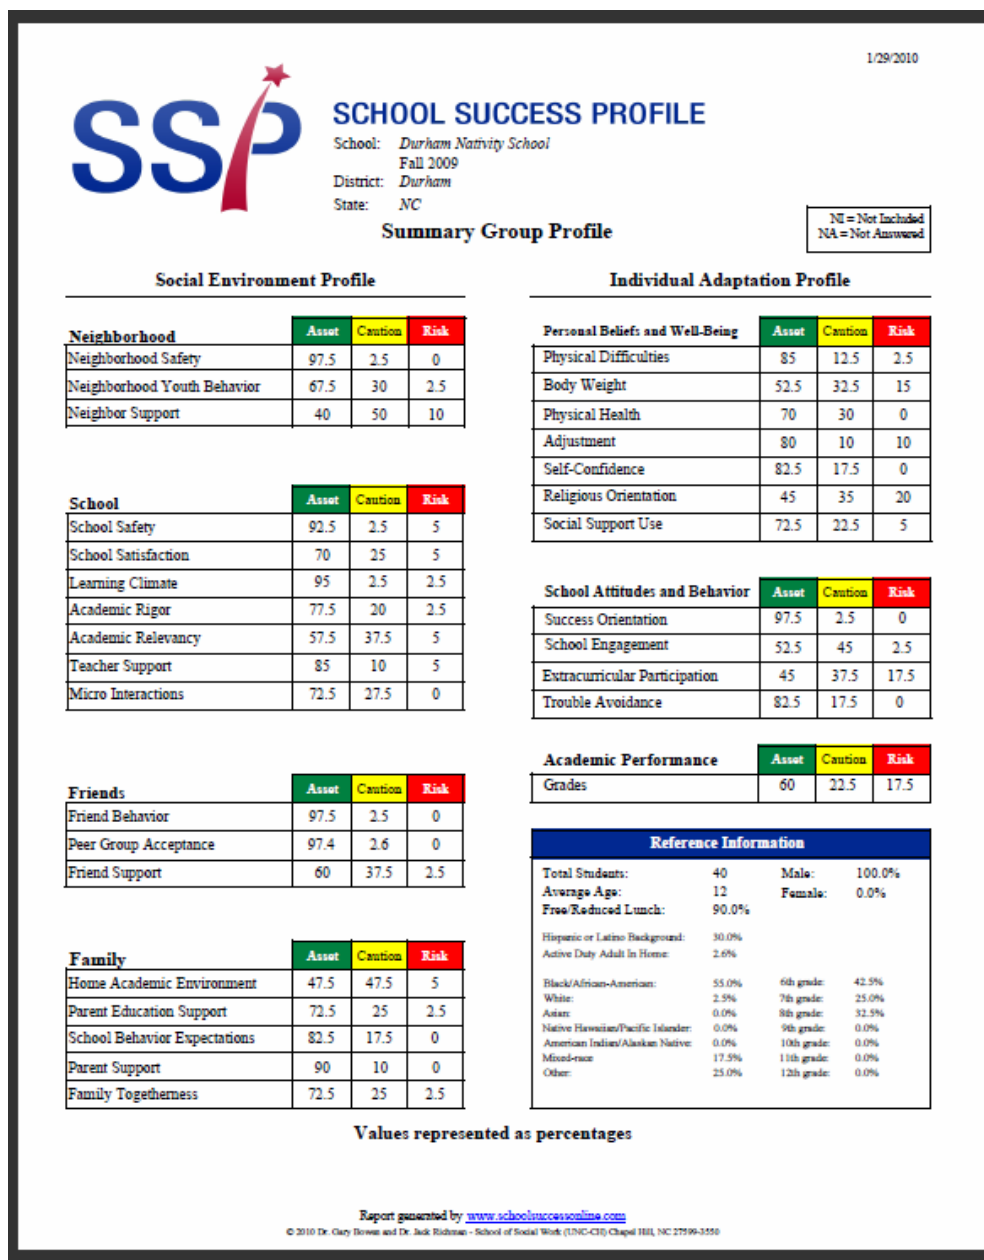 1/29/2010
SSP
SCHOOL SUCCESS PROFILE
School: Durham Nativity School
Fall 2009
District: Durham
State: NC
Summary Group Profile
NI = Not Included
NA = Not Answered
Social Environment Profile
Neighborhood Asset Caution Risk
Neighborhood Safety 97.5 2.5 0
Neighborhood Youth Behavior 67.5 30 2.5
Neighbor Support 40 50 10
School Asset Caution Risk
School Safety 92.5 2.5 5
School Satisfaction 70 25 5
Learning Climate 95 2.5 2.5
Academic Rigor 77.5 20 2.5
Academic Relevancy 57.5 37.5 5
Teacher Support 85 10 5
Micro Interactions 72.5 27.5 0
Friends Asset Caution Risk
Friend Behavior 97.5 2.5 0
Peer Group Acceptance 97.4 2.6 0
Friend Support 60 37.5 2.5
Family Asset Caution Risk
Home Academic Environment 47.5 47.5 5
Parent Education Support 72.5 25 2.5
School Behavior Expectations 82.5 17.5 0
Parent Support 90 10 0
Family Togetherness 72.5 25 2.5
Individual Adaptation Profile
Personal Beliefs and Well-Being Asset Caution Risk
Physical Difficulties 85 12.5 2.5
Body Weight 52.5 32.5 15
Physical Health 70 30 0
Adjustment 80 10 10
Self-Confidence 82.5 17.5 0
Religious Orientation 45 35 20
Social Support Use 72.5 22.5 5
School Attitudes and Behavior Asset Caution Risk
Success Orientation 97.5 2.5 0
School Engagement 52.5 45 2.5
Extracurricular Participation 45 37.5 17.5
Trouble Avoidance 82.5 17.5 0
Academic Performance Asset Caution Risk
Grades 60 22.5 17.5
Reference Information
Total Students: 40 Male: 100.0%
Average Age: 12 Female: 0.0%
Free/Reduced Lunch: 90.0%
Hispanic or Latino Background: 30.0%
Active Duty Adult In Home: 2.6%
Black/African-American: 55.0% 6th grade: 42.5%
White: 2.5% 7th grade: 25.0%
Asian: 0.0% 8th grade: 32.5%
Native Hawaiian/Pacific Islander: 0.0% 9th grade: 0.0%
American Indian/Alaskan Native: 0.0% 10th grade: 0.0%
Mixed-race 17.5% 11th grade: 0.0%
Other: 25.0% 12th grade: 0.0%
Values represented as percentages
Report generated by www.schoolsuccessonline.com
© 2010 Dr. Gary Bowen and Dr. Jack Richman - School of Social Work (UNC-CH) Chapel Hill, NC 27599-3550